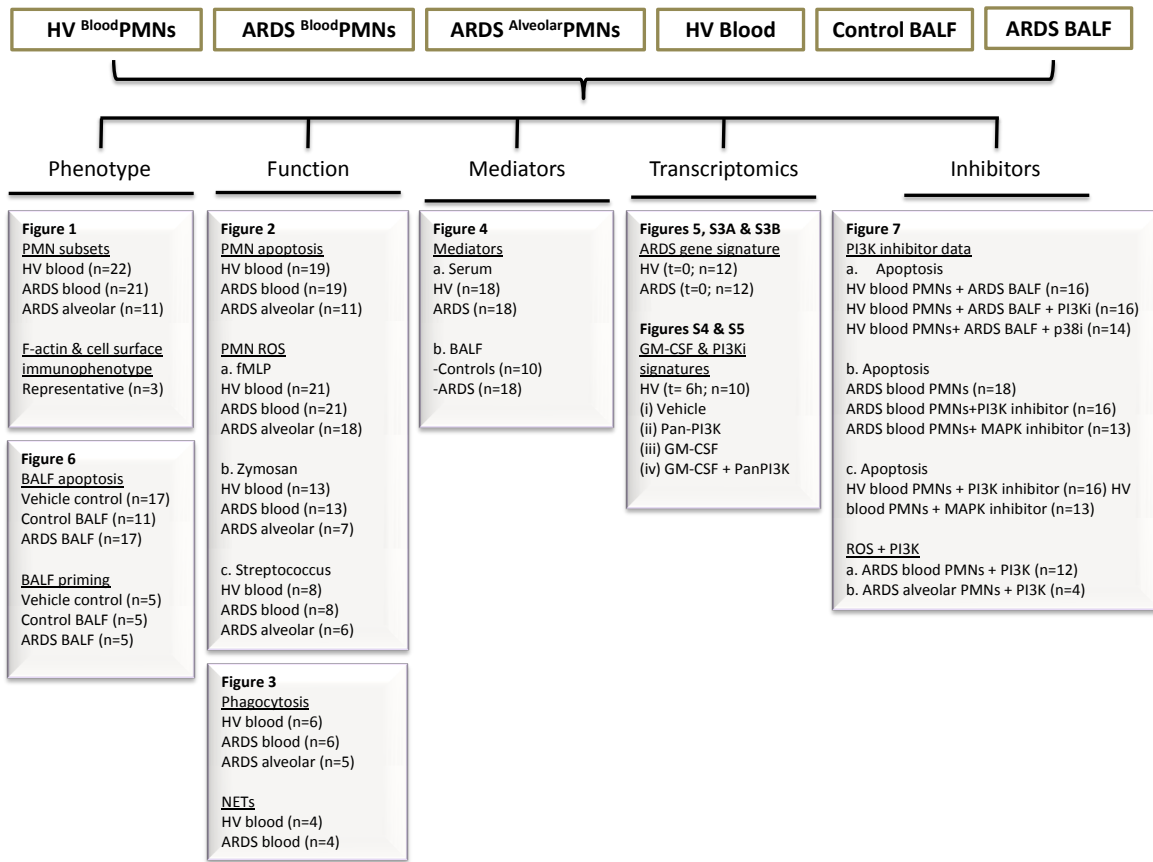 HV BloodPMNs
ARDS BloodPMNs
ARDS AlveolarPMNs
HV Blood
Control BALF
ARDS BALF
Phenotype
Function
Mediators
Transcriptomics
Inhibitors
Figure 1
PMN subsets
HV blood (n=22)
ARDS blood (n=21)
ARDS alveolar (n=11)
F-actin & cell surface
immunophenotype
Representative (n=3)
Figure 6
BALF apoptosis
Vehicle control (n=17)
Control BALF (n=11)
ARDS BALF (n=17)
BALF priming
Vehicle control (n=5)
Control BALF (n=5)
ARDS BALF (n=5)
Figure 2
PMN apoptosis
HV blood (n=19)
ARDS blood (n=19)
ARDS alveolar (n=11)
PMN ROS
a. fMLP
HV blood (n=21)
ARDS blood (n=21)
ARDS alveolar (n=18)
b. Zymosan
HV blood (n=13)
ARDS blood (n=13)
ARDS alveolar (n=7)
c. Streptococcus
HV blood (n=8)
ARDS blood (n=8)
ARDS alveolar (n=6)
Figure 3
Phagocytosis
HV blood (n=6)
ARDS blood (n=6)
ARDS alveolar (n=5)
NETs
HV blood (n=4)
ARDS blood (n=4)
Figure 4
Mediators
a. Serum
HV (n=18)
ARDS (n=18)
b. BALF
-Controls (n=10)
-ARDS (n=18)
Figures 5, S3A & S3B
ARDS gene signature
HV (t=0; n=12)
ARDS (t=0; n=12)
Figures S4 & S5
GM-CSF & PI3Ki
signatures
HV (t= 6h; n=10)
(i) Vehicle
(ii) Pan-PI3K
(iii) GM-CSF
(iv) GM-CSF + PanPI3K
Figure 7
PI3K inhibitor data
a. Apoptosis
HV blood PMNs + ARDS BALF (n=16)
HV blood PMNs + ARDS BALF + PI3Ki (n=16)
HV blood PMNs+ ARDS BALF + p38i (n=14)
b. Apoptosis
ARDS blood PMNs (n=18)
ARDS blood PMNs+PI3K inhibitor (n=16)
ARDS blood PMNs+ MAPK inhibitor (n=13)
c. Apoptosis
HV blood PMNs + PI3K inhibitor (n=16) HV
blood PMNs + MAPK inhibitor (n=13)
ROS + PI3K
a. ARDS blood PMNs + PI3K (n=12)
b. ARDS alveolar PMNs + PI3K (n=4)